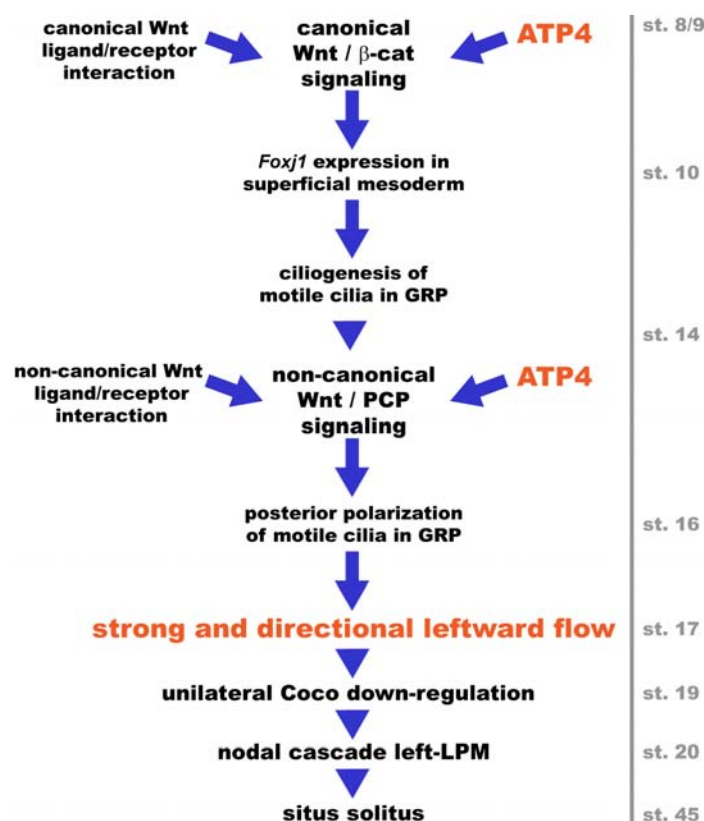 canonical Wnt
ligand/receptor
interaction
canonical
Wnt / β-cat
signaling
ATP4
st. 8/9
Foxj1 expression in
superficial mesoderm
st. 10
ciliogenesis of
motile cilia in GRP
st. 14
non-canonical Wnt
ligand/receptor
interaction
non-canonical
Wnt / PCP
signaling
ATP4
posterior polarization
of motile cilia in GRP
st. 16
strong and directional leftward flow
st. 17
unilateral Coco down-regulation
st. 19
nodal cascade left-LPM
st. 20
situs solitus
st. 45